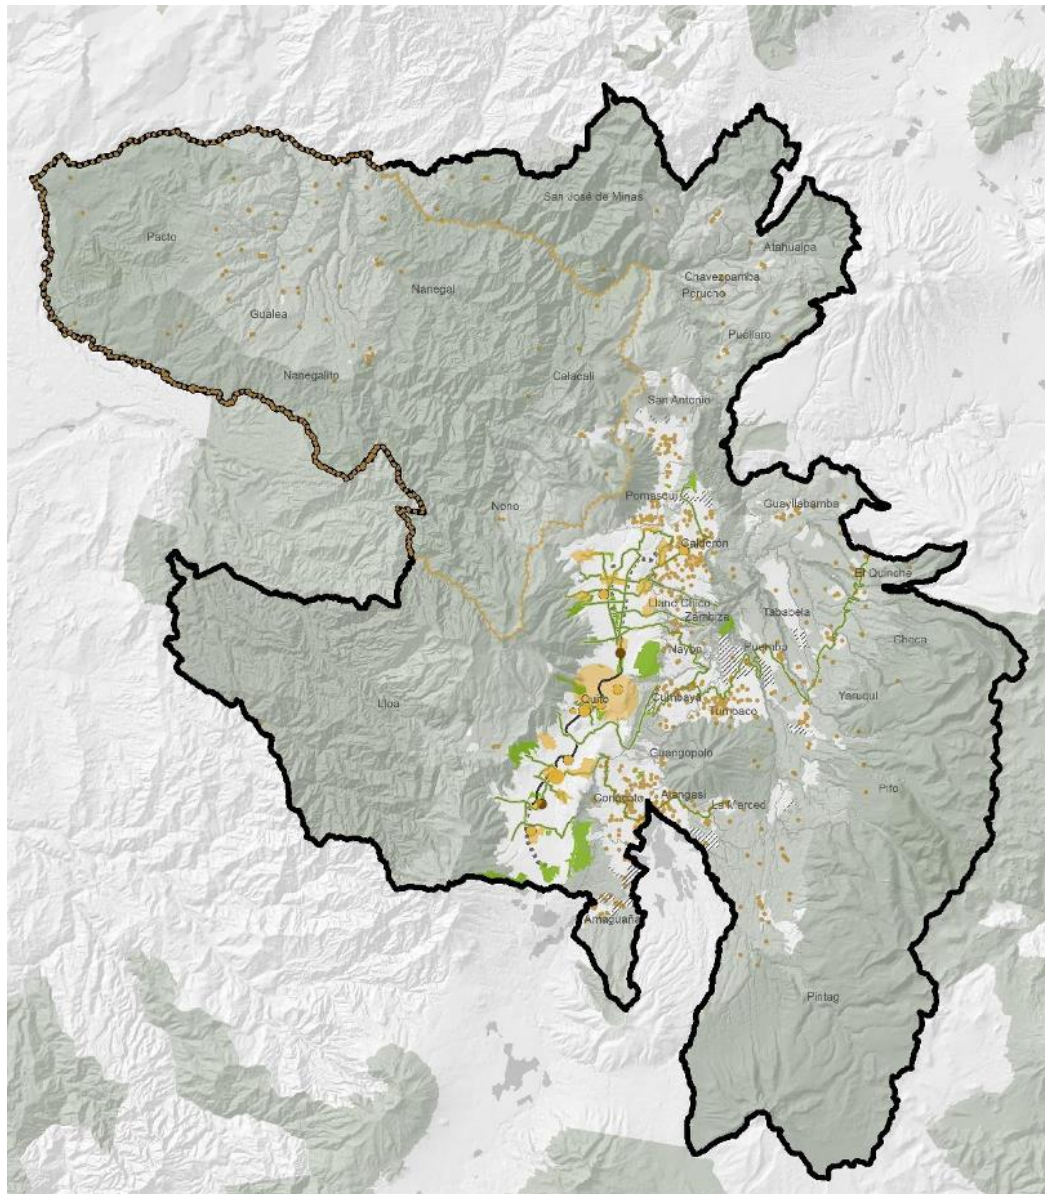 San José de Minas
Pacto
Atahualpa
Nanegal
Chavezpamba
Perucho
Gualea
Puéllaro
Nanegalito
Calacalí
San Antonio
Pomasqui
Nono
Guayllabamba
Calderón
El Quinche
Llano Chico
Tababela
Zámbiza
Checa
Nayón
Puembo
Lloa
Quito
Cumbayá
Yaruquí
Tumbaco
Guangopolo
Pifo
Conocoto
Alangasí
La Merced
Amaguaña
Pintag